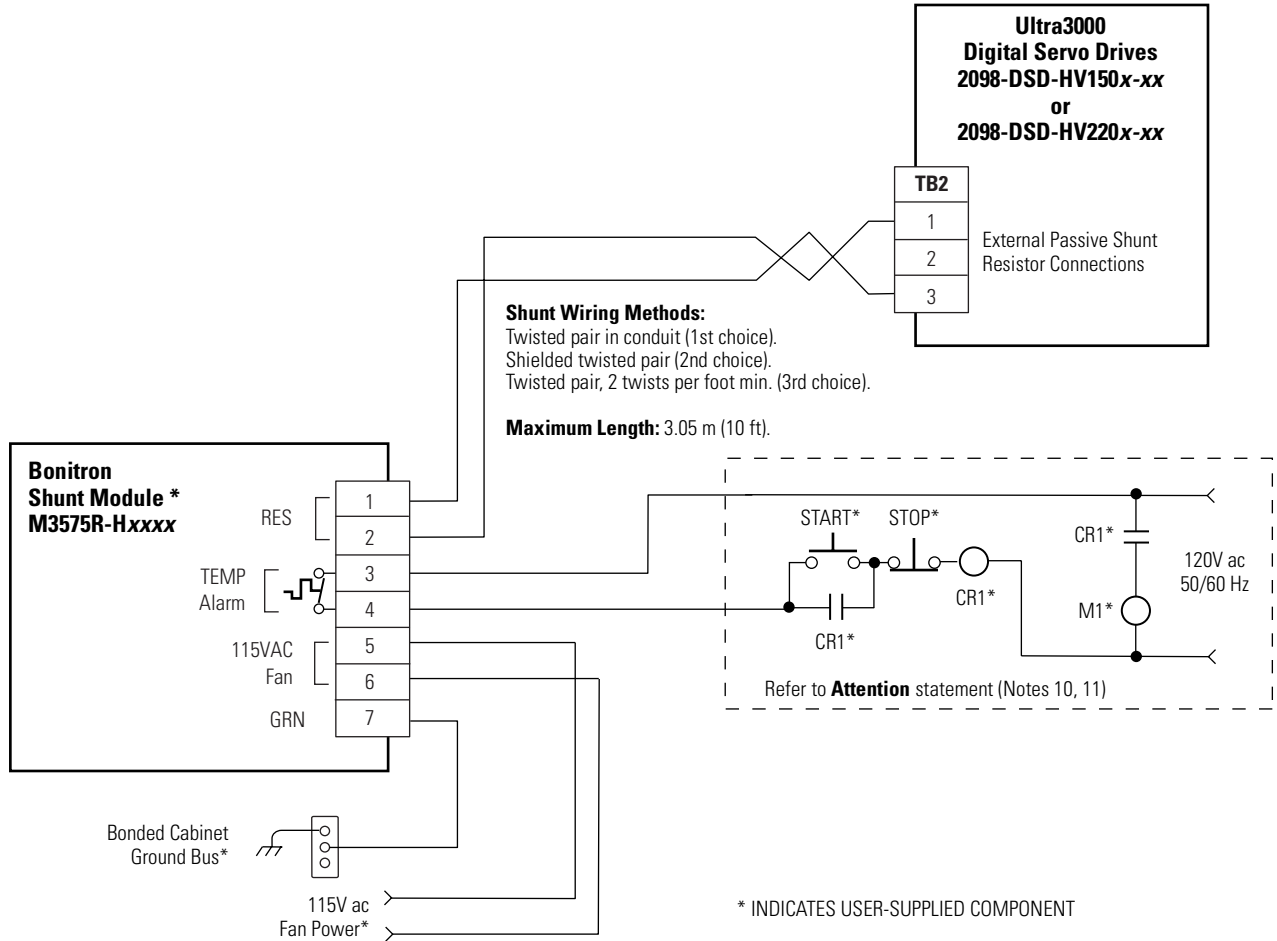 Ultra3000
Digital Servo Drives
2098-DSD-HV150x-xx
or
2098-DSD-HV220x-xx
TB2
1
2
3
External Passive Shunt
Resistor Connections
Shunt Wiring Methods:
Twisted pair in conduit (1st choice).
Shielded twisted pair (2nd choice).
Twisted pair, 2 twists per foot min. (3rd choice).
Maximum Length: 3.05 m (10 ft).
Bonitron
Shunt Module *
M3575R-Hxxxx
RES
TEMP
Alarm
115VAC
Fan
GRN
1
2
3
4
5
6
7
START*
STOP*
CR1*
CR1*
CR1*
M1*
120V ac
50/60 Hz
Refer to Attention statement (Notes 10, 11)
Bonded Cabinet
Ground Bus*
115V ac
Fan Power*
* INDICATES USER-SUPPLIED COMPONENT